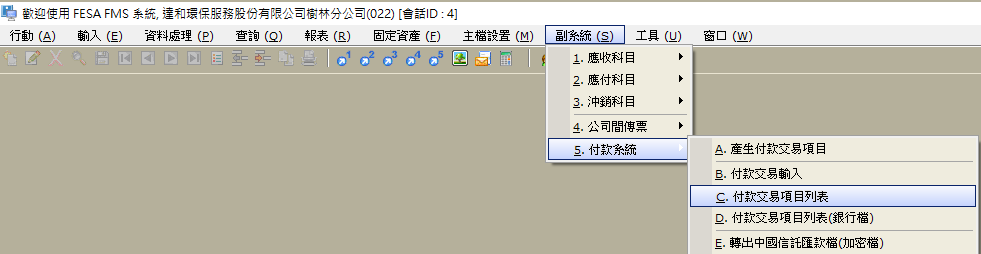 歡迎使用 FESA FMS 系統, 達和環保服務股份有限公司樹林分公司(022) [會話ID : 4]
行動 (A) 輸入 (E) 資料處理 (P) 查詢 (Q) 報表 (R) 固定資產 (F) 主檔設置 (M) 副系統 (S) 工具 (U) 窗口 (W)
1 2 3 4 5
1. 應收科目
2. 應付科目
3. 沖銷科目
4. 公司間傳票
5. 付款系統
A. 產生付款交易項目
B. 付款交易輸入
C. 付款交易項目列表
D. 付款交易項目列表(銀行檔)
E. 轉出中國信託匯款檔(加密檔)